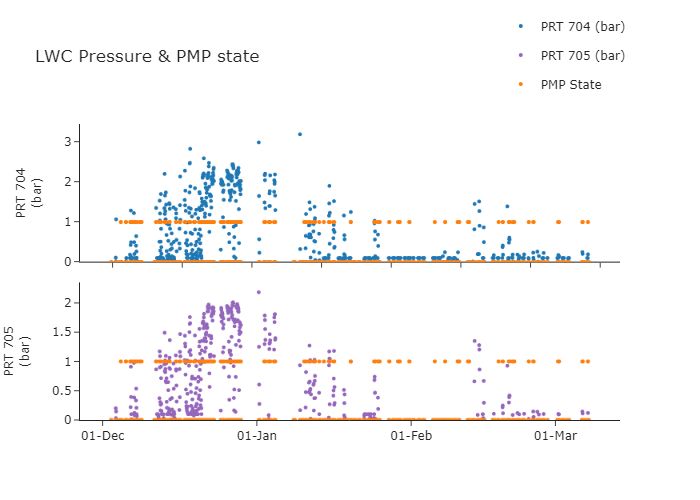 PRT 704 (bar)
PRT 705 (bar)
PMP State
LWC Pressure & PMP state
PRT 704
(bar)
3
2
1
0
PRT 705
(bar)
2
1.5
1
0.5
0
01-Dec 01-Jan 01-Feb 01-Mar